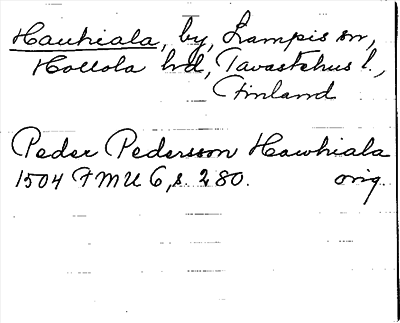 Hauhiala, by, Lampis sn,
Hollola hd, Tavastehus l.,
Finland
Peder Pedersson Hawhiala
1504 FMU 6, s. 280. orig.